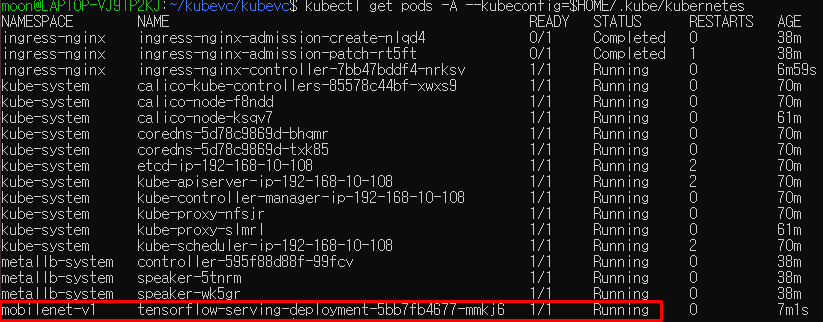 moon@LAPTOP-VJ9TP2KJ:~/kubevc/kubevc$ kubectl get pods -A --kubeconfig=$HOME/.kube/kubernetes
NAMESPACE NAME READY STATUS RESTARTS AGE
ingress-nginx ingress-nginx-admission-create-nlqd4 0/1 Completed 0 38m
ingress-nginx ingress-nginx-admission-patch-rt5ft 0/1 Completed 1 38m
ingress-nginx ingress-nginx-controller-7bb47bddf4-nrksv 1/1 Running 0 6m59s
kube-system calico-kube-controllers-85578c44bf-xwxs9 1/1 Running 0 70m
kube-system calico-node-f8ndd 1/1 Running 0 70m
kube-system calico-node-ksqv7 1/1 Running 0 61m
kube-system coredns-5d78c9869d-bhqmr 1/1 Running 0 70m
kube-system coredns-5d78c9869d-txk85 1/1 Running 0 70m
kube-system etcd-ip-192-168-10-108 1/1 Running 2 70m
kube-system kube-apiserver-ip-192-168-10-108 1/1 Running 2 70m
kube-system kube-controller-manager-ip-192-168-10-108 1/1 Running 0 70m
kube-system kube-proxy-nfsjr 1/1 Running 0 70m
kube-system kube-proxy-slmrl 1/1 Running 0 61m
kube-system kube-scheduler-ip-192-168-10-108 1/1 Running 2 70m
metallb-system controller-595f88d88f-99fcv 1/1 Running 0 38m
metallb-system speaker-5tnrm 1/1 Running 0 38m
metallb-system speaker-wk5gr 1/1 Running 0 38m
mobilenet-v1 tensorflow-serving-deployment-5bb7fb4677-mmkj6 1/1 Running 0 7m1s